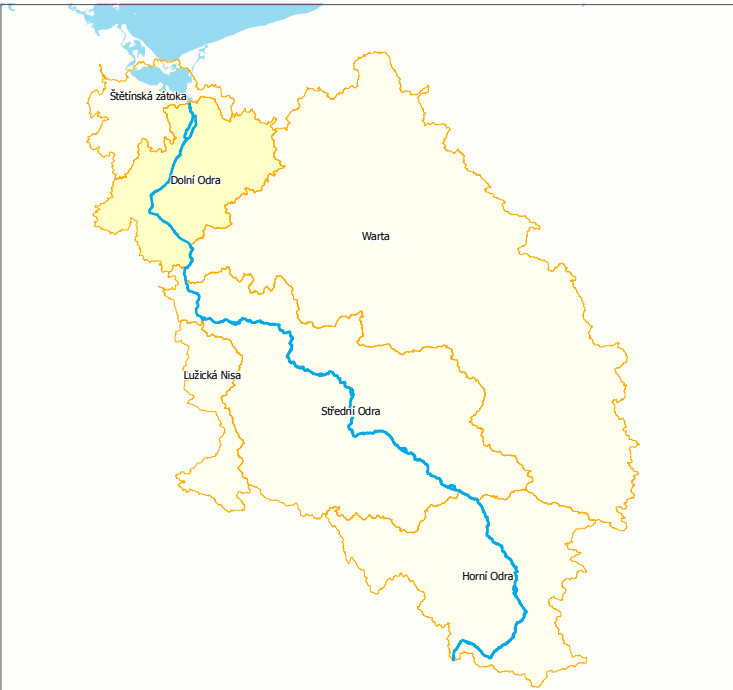 Štětínská zátoka
Dolní Odra
Warta
Lužická Nisa
Střední Odra
Horní Odra